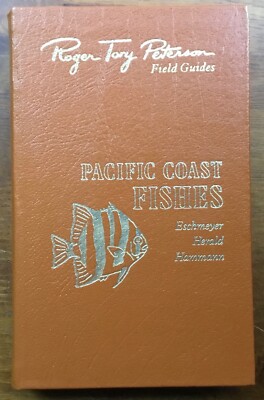 Roger Tory Peterson
Field Guides
PACIFIC COAST
FISHES
Eschmeyer
Herald
Hammann